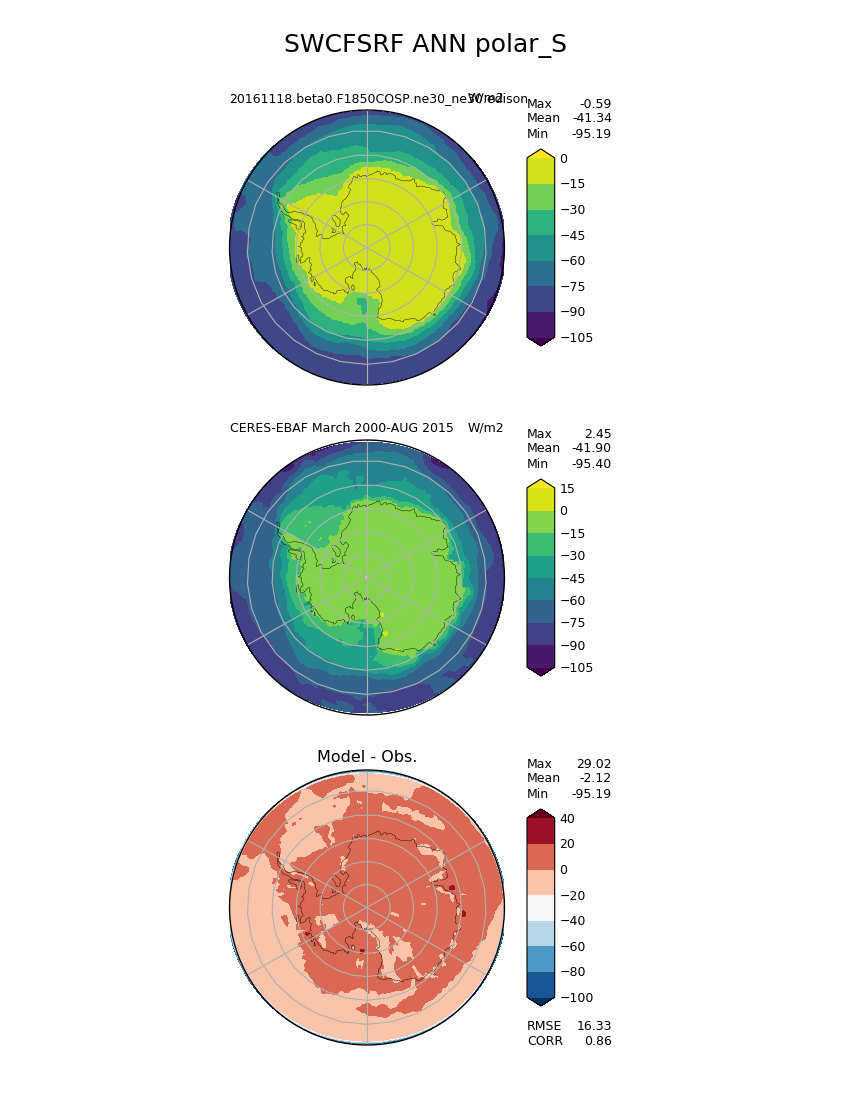 SWCFSRF ANN polar_S
20161118.beta0.F1850COSP.ne30_ne30.edison W/m2
Max -0.59
Mean -41.34
Min -95.19
0
−15
−30
−45
−60
−75
−90
−105
CERES-EBAF March 2000-AUG 2015 W/m2
Max 2.45
Mean -41.90
Min -95.40
15
0
−15
−30
−45
−60
−75
−90
−105
Model - Obs.
Max 29.02
Mean -2.12
Min -95.19
40
20
0
−20
−40
−60
−80
−100
RMSE 16.33
CORR 0.86